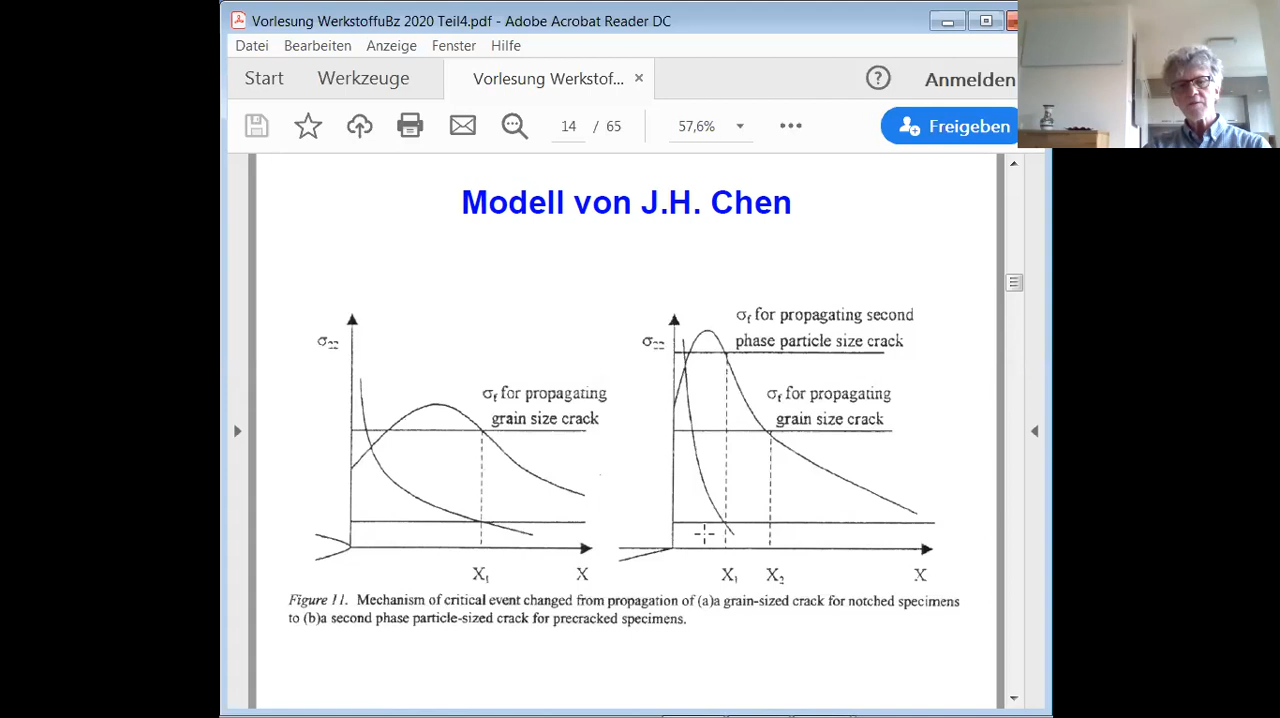 Vorlesung WerkstoffuBz 2020 Teil4.pdf - Adobe Acrobat Reader DC
Datei Bearbeiten Anzeige Fenster Hilfe
Start Werkzeuge Vorlesung Werkstof... × Anmelden
14 / 65 57,6% Freigeben
Modell von J.H. Chen
σ22
σf for propagating
grain size crack
X1 X
σ22
σf for propagating second
phase particle size crack
σf for propagating
grain size crack
X1 X2 X
Figure 11. Mechanism of critical event changed from propagation of (a)a grain-sized crack for notched specimens
to (b)a second phase particle-sized crack for precracked specimens.